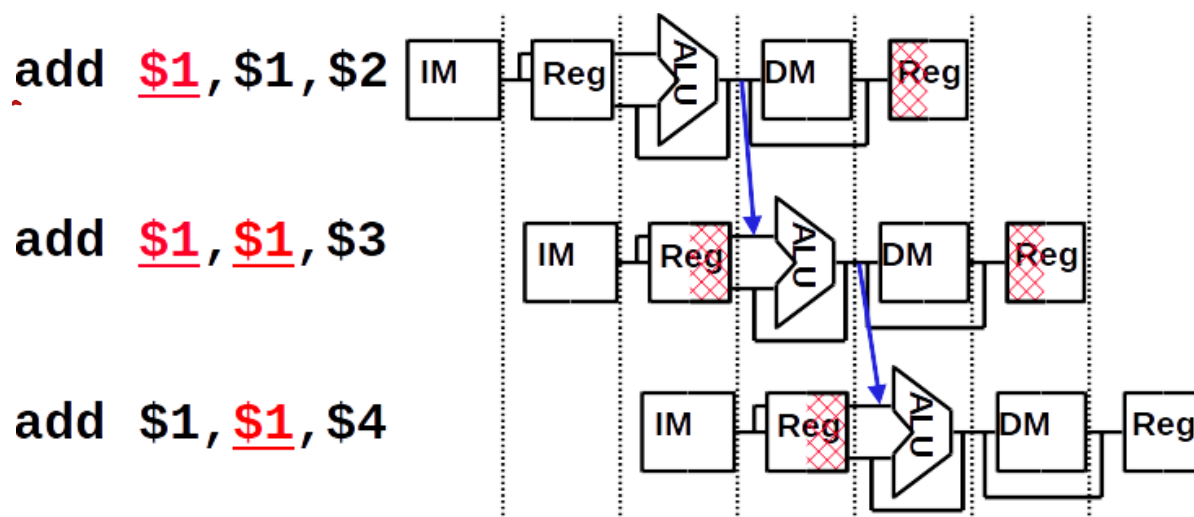 add $1,$1,$2 IM Reg ALU DM Reg
add $1,$1,$3 IM Reg ALU DM Reg
add $1,$1,$4 IM Reg ALU DM Reg